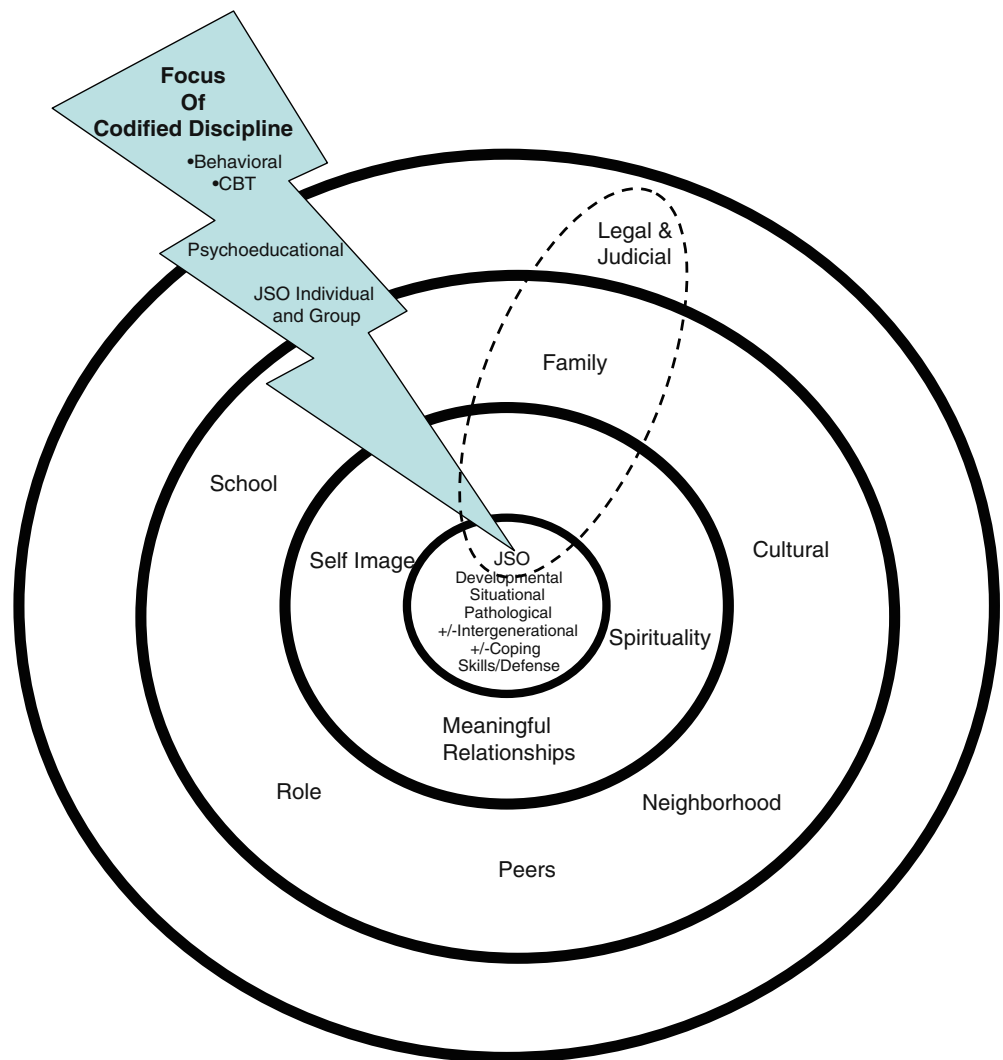 Focus
Of
Codified Discipline
•Behavioral
•CBT
Psychoeducational
JSO Individual
and Group
Legal &
Judicial
Family
School
Self Image
Cultural
JSO
Developmental
Situational
Pathological
+/-Intergenerational
+/-Coping
Skills/Defense
Spirituality
Meaningful
Relationships
Role
Neighborhood
Peers